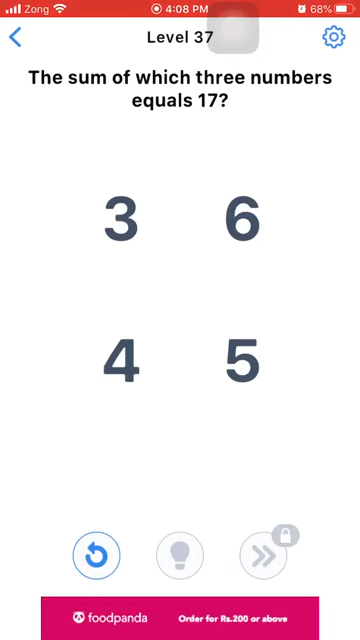 Zong 4:08 PM 68%
Level 37
The sum of which three numbers
equals 17?
3 6
4 5
foodpanda Order for Rs.200 or above